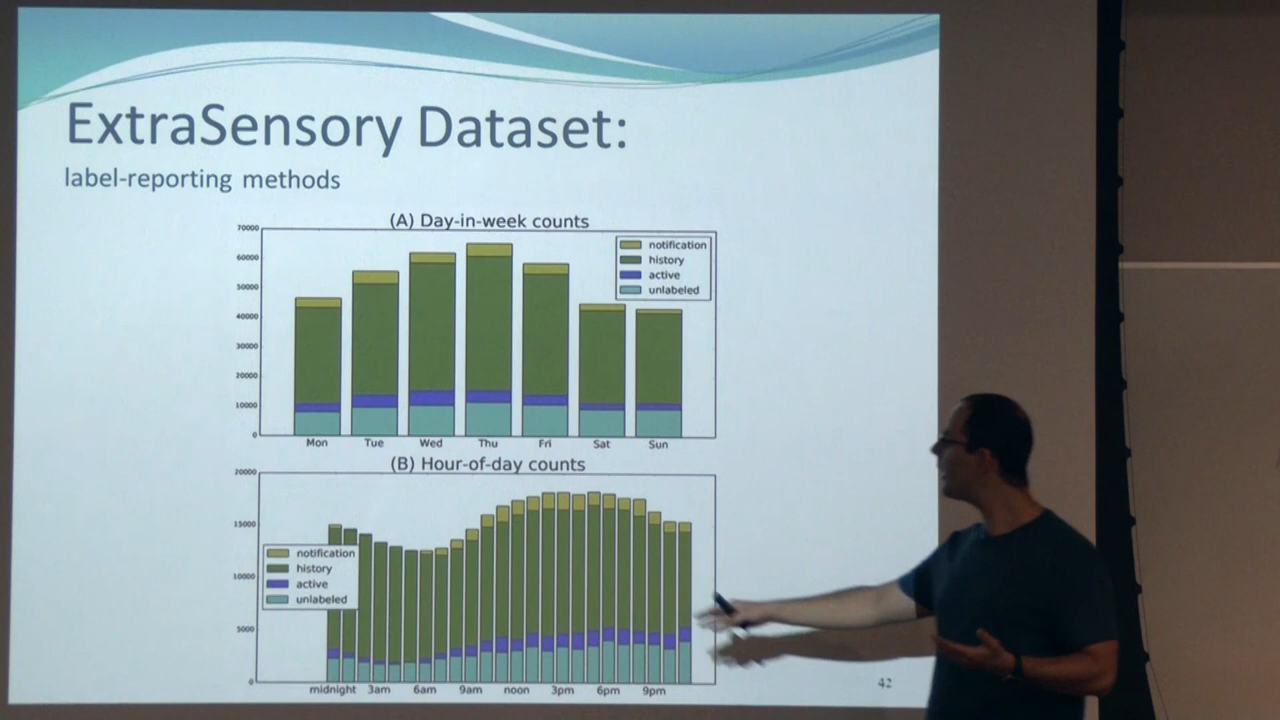 ExtraSensory Dataset:
label-reporting methods
(A) Day-in-week counts
70000
60000
50000
40000
30000
20000
10000
0
notification
history
active
unlabeled
Mon Tue Wed Thu Fri Sat Sun
(B) Hour-of-day counts
20000
15000
10000
5000
0
notification
history
active
unlabeled
midnight 3am 6am 9am noon 3pm 6pm 9pm
42